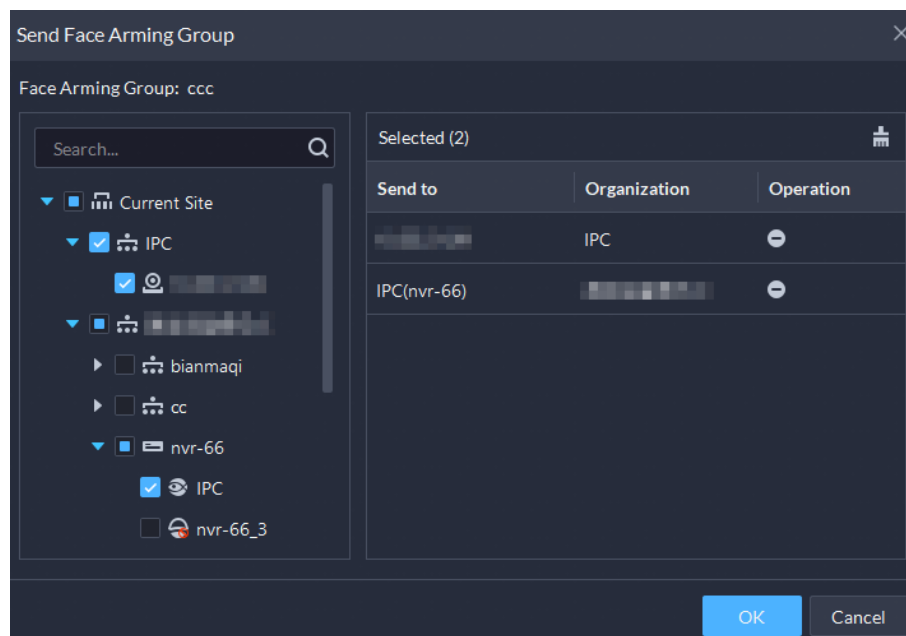 Send Face Arming Group
Face Arming Group: ccc
Search...
Current Site
IPC
bianmaqi
cc
nvr-66
IPC
nvr-66_3
Selected (2)
Send to Organization Operation
IPC
IPC(nvr-66)
OK Cancel